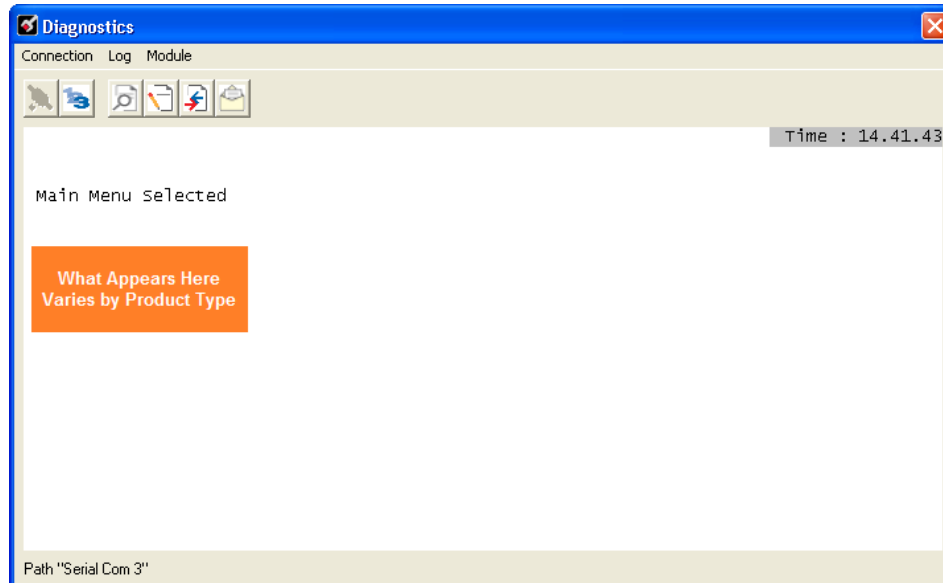 Diagnostics
Connection Log Module
Time : 14.41.43
Main Menu Selected
What Appears Here
Varies by Product Type
Path "Serial Com 3"